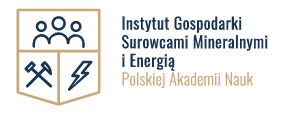 Instytut Gospodarki
Surowcami Mineralnymi
i Energią
Polskiej Akademii Nauk